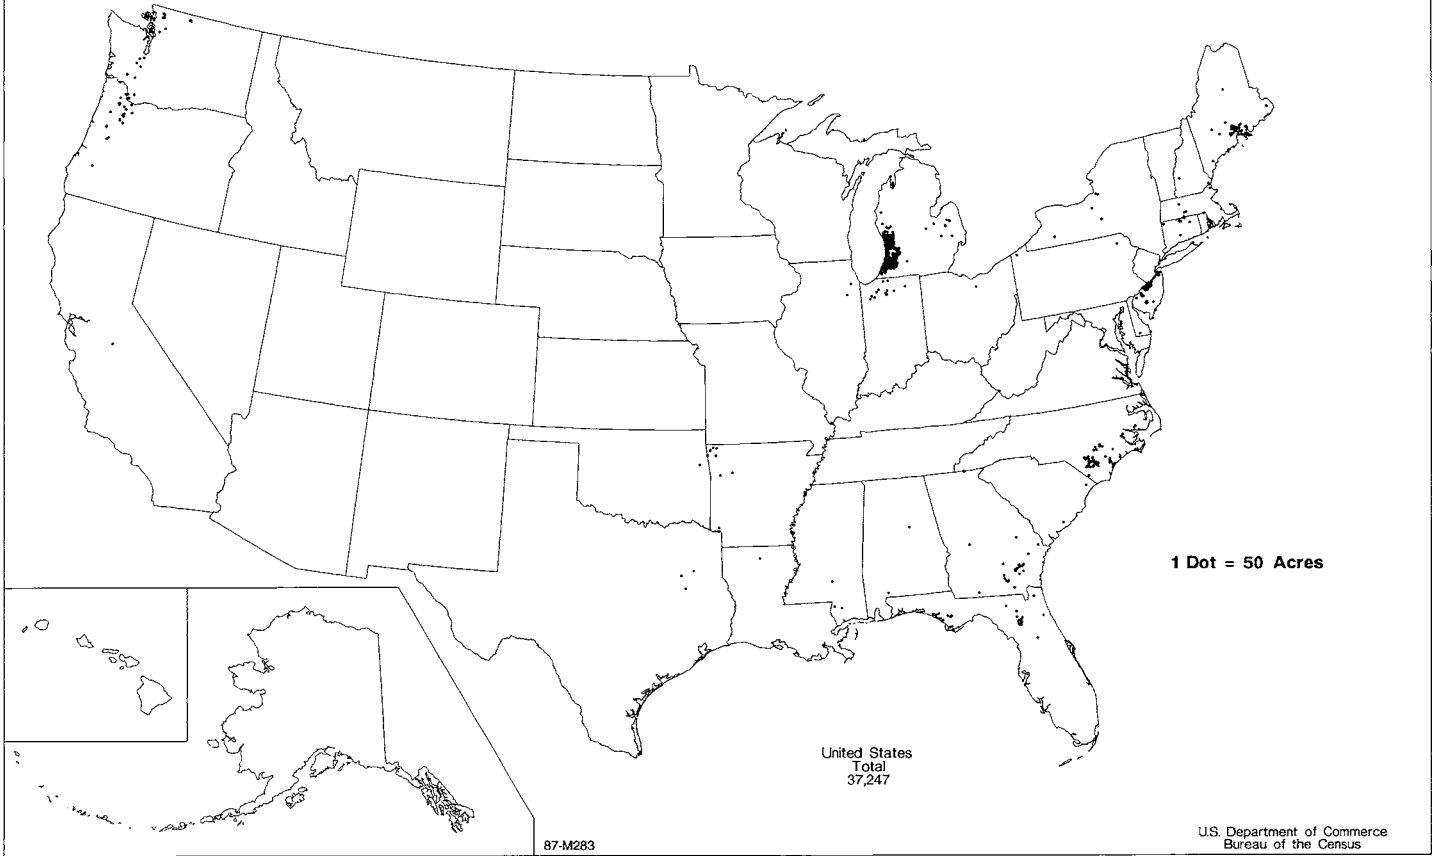 1 Dot = 50 Acres
United States
Total
37,247
87-M283
U.S. Department of Commerce
Bureau of the Census